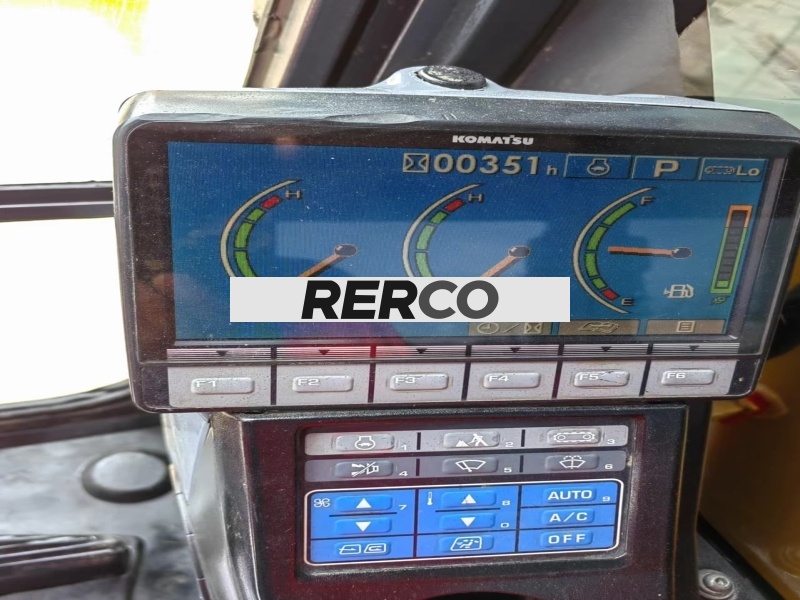 KOMATSU
00351h P Lo
H H F
E
RERCO
F1 F2 F3 F4 F5 F6
1 2 3
4 5 6
7 8 AUTO 9
0 A/C
OFF